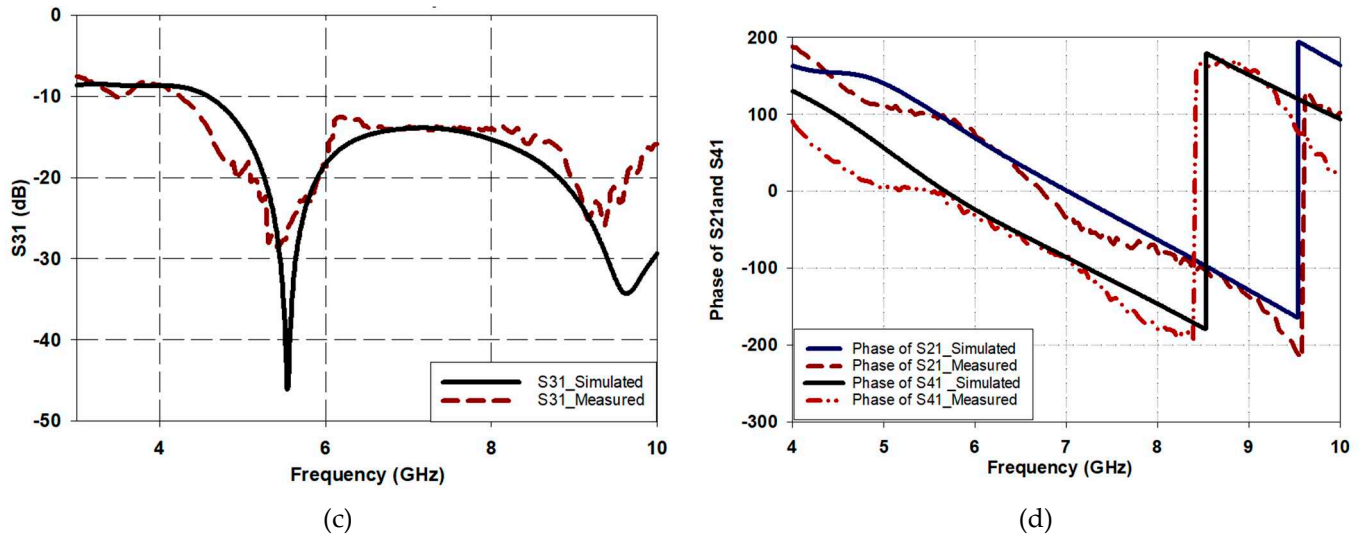 0
-10
-20
-30
-40
-50
S31 (dB)
4
6
8
10
Frequency (GHz)
S31_Simulated
S31_Measured
(c)
200
100
0
-100
-200
-300
Phase of S21and S41
4
5
6
7
8
9
10
Frequency (GHz)
Phase of S21_Simulated
Phase of S21_Measured
Phase of S41_Simulated
Phase of S41_Measured
(d)